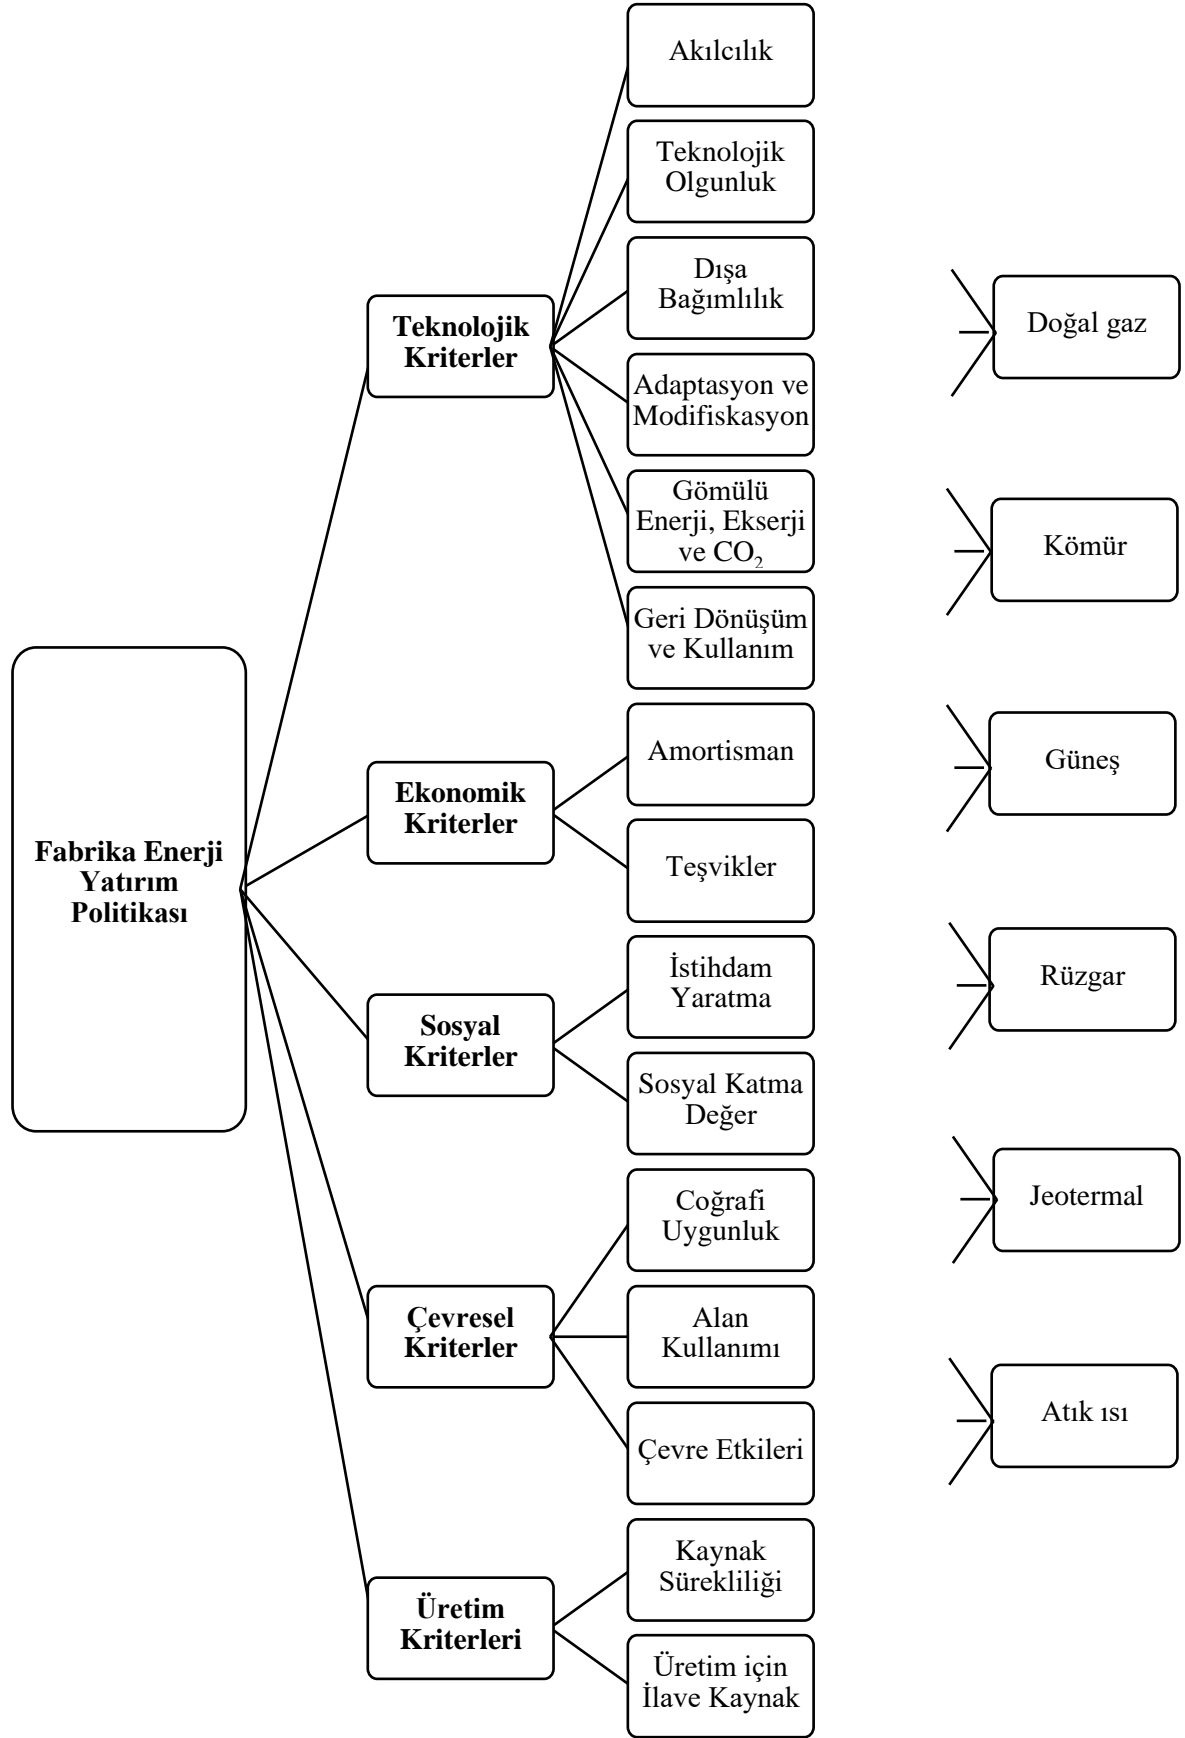 Fabrika Enerji
Yatırım
Politikası
Teknolojik
Kriterler
Ekonomik
Kriterler
Sosyal
Kriterler
Çevresel
Kriterler
Üretim
Kriterleri
Akılcılık
Teknolojik
Olgunluk
Dışa
Bağımlılık
Adaptasyon ve
Modifiskasyon
Gömülü
Enerji, Ekserji
ve CO₂
Geri Dönüşüm
ve Kullanım
Amortisman
Teşvikler
İstihdam
Yaratma
Sosyal Katma
Değer
Coğrafi
Uygunluk
Alan
Kullanımı
Çevre Etkileri
Kaynak
Sürekliliği
Üretim için
İlave Kaynak
Doğal gaz
Kömür
Güneş
Rüzgar
Jeotermal
Atık ısı